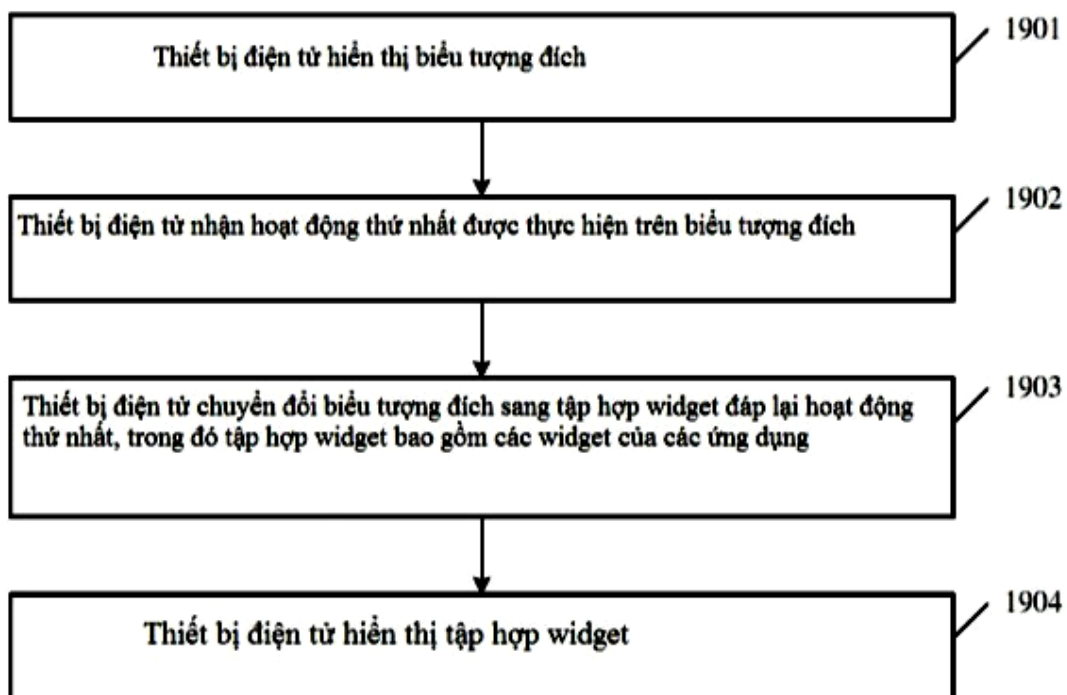 Thiết bị điện tử hiển thị biểu tượng đích
1901
Thiết bị điện tử nhận hoạt động thứ nhất được thực hiện trên biểu tượng đích
1902
Thiết bị điện tử chuyển đổi biểu tượng đích sang tập hợp widget đáp lại hoạt động
thứ nhất, trong đó tập hợp widget bao gồm các widget của các ứng dụng
1903
Thiết bị điện tử hiển thị tập hợp widget
1904